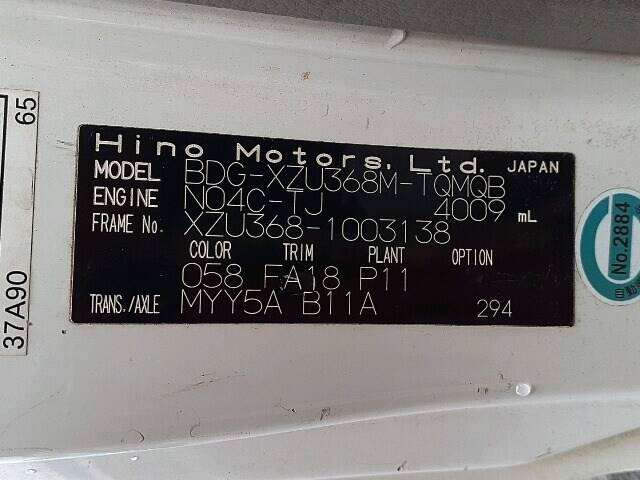 Hino Motors, Ltd. JAPAN
MODEL BDG-XZU368M-TQMQB
ENGINE N04C-TJ 4009 mL
FRAME No. XZU368-1003138
COLOR TRIM PLANT OPTION
058 FA18 P11
TRANS./AXLE MYY5A B11A 294
37A90 65
No.2884